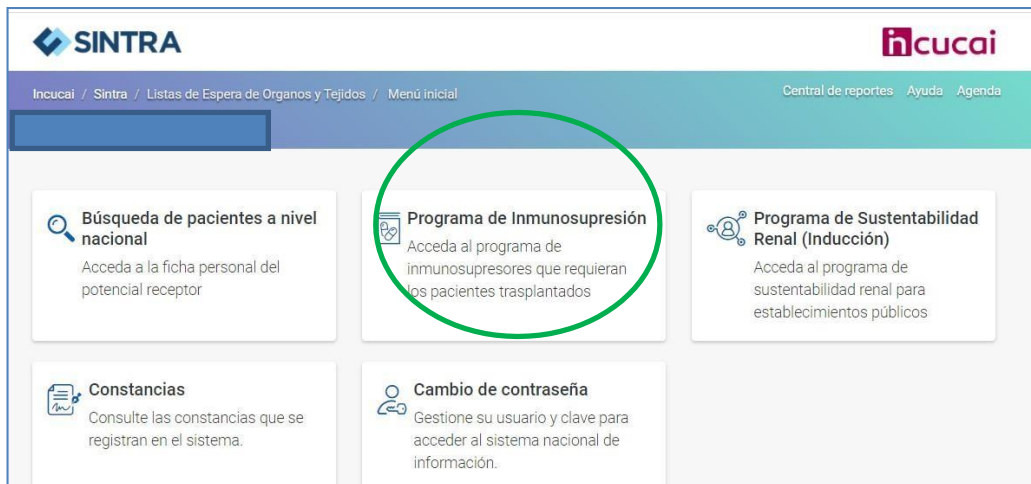 SINTRA
incucai
Incucai / Sintra / Listas de Espera de Organos y Tejidos / Menú inicial
Central de reportes Ayuda Agenda
Búsqueda de pacientes a nivel
nacional
Acceda a la ficha personal del
potencial receptor
Programa de Inmunosupresión
Acceda al programa de
inmunosupresores que requieran
los pacientes trasplantados
Programa de Sustentabilidad
Renal (Inducción)
Acceda al programa de
sustentabilidad renal para
establecimientos públicos
Constancias
Consulte las constancias que se
registran en el sistema.
Cambio de contraseña
Gestione su usuario y clave para
acceder al sistema nacional de
información.